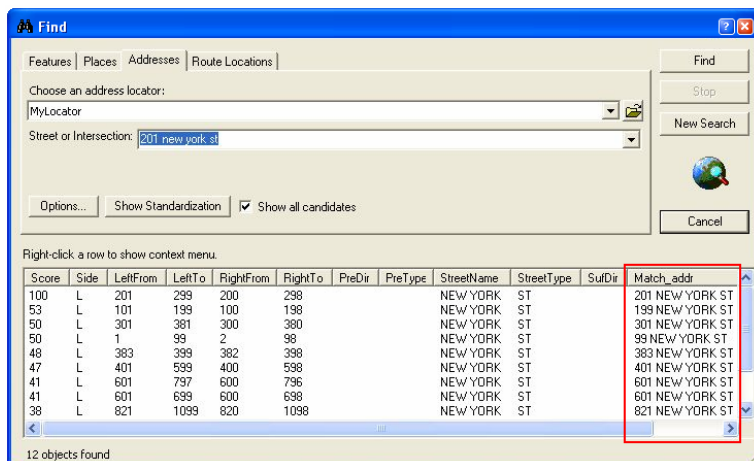 Find
Features Places Addresses Route Locations
Find
Choose an address locator:
Stop
MyLocator
New Search
Street or Intersection: 201 new york st
Options... Show Standardization Show all candidates
Cancel
Right-click a row to show context menu.
Score Side LeftFrom LeftTo RightFrom RightTo PreDir PreType StreetName StreetType SufDir Match_addr
100 L 201 299 200 298 NEW YORK ST 201 NEW YORK ST
53 L 101 199 100 198 NEW YORK ST 199 NEW YORK ST
50 L 301 381 300 380 NEW YORK ST 301 NEW YORK ST
50 L 1 99 2 98 NEW YORK ST 99 NEW YORK ST
48 L 383 399 382 398 NEW YORK ST 383 NEW YORK ST
47 L 401 599 400 598 NEW YORK ST 401 NEW YORK ST
41 L 601 797 600 796 NEW YORK ST 601 NEW YORK ST
41 L 601 699 600 698 NEW YORK ST 601 NEW YORK ST
38 L 821 1099 820 1098 NEW YORK ST 821 NEW YORK ST
12 objects found